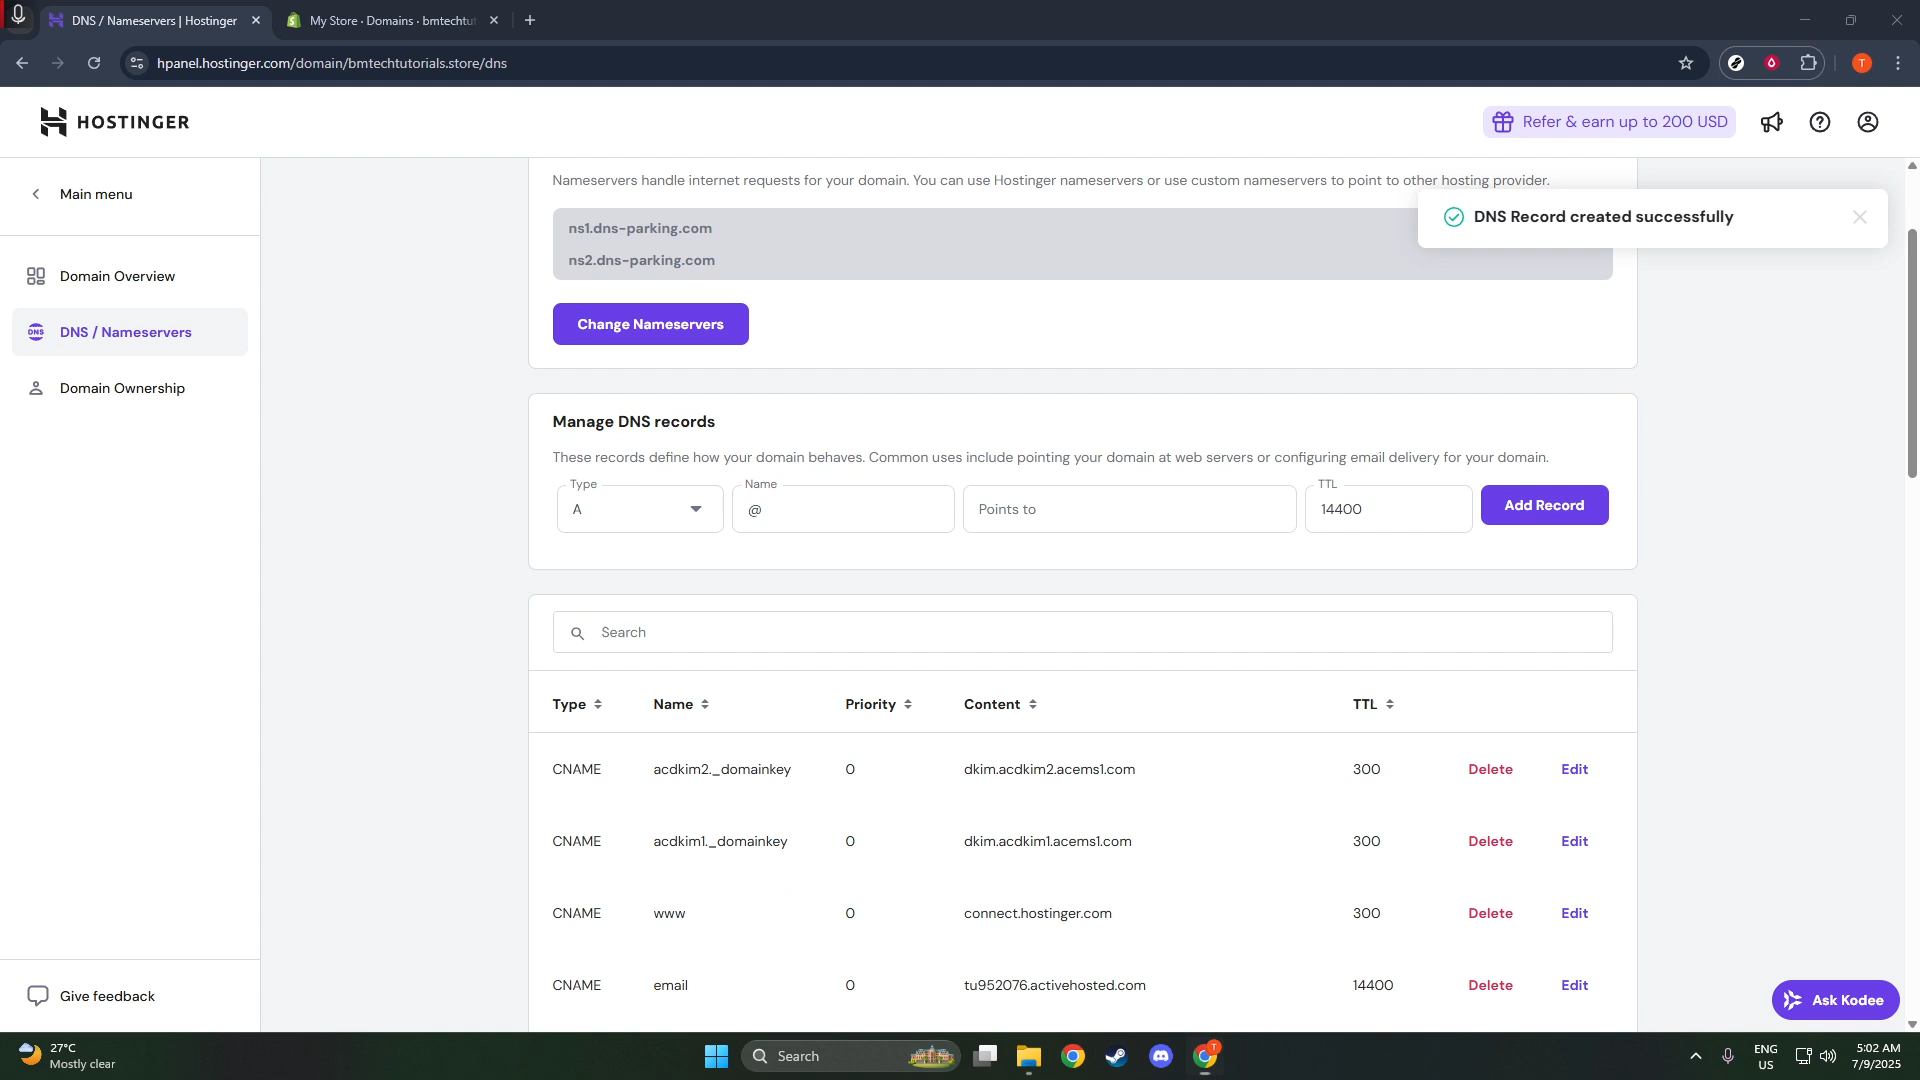 DNS / Nameservers | Hostinger
My Store · Domains · bmtechtut
hpanel.hostinger.com/domain/bmtechtutorials.store/dns
T
HOSTINGER
Refer & earn up to 200 USD
Main menu
Domain Overview
DNS / Nameservers
Domain Ownership
Give feedback
Nameservers handle internet requests for your domain. You can use Hostinger nameservers or use custom nameservers to point to other hosting provider.
DNS Record created successfully
ns1.dns-parking.com
ns2.dns-parking.com
Change Nameservers
Manage DNS records
These records define how your domain behaves. Common uses include pointing your domain at web servers or configuring email delivery for your domain.
Type Name TTL
A @ Points to 14400 Add Record
Search
Type Name Priority Content TTL
CNAME acdkim2._domainkey 0 dkim.acdkim2.acems1.com 300 Delete Edit
CNAME acdkim1._domainkey 0 dkim.acdkim1.acems1.com 300 Delete Edit
CNAME www 0 connect.hostinger.com 300 Delete Edit
CNAME email 0 tu952076.activehosted.com 14400 Delete Edit
Ask Kodee
27°C
Mostly clear
Search
T
ENG
US
5:02 AM
7/9/2025